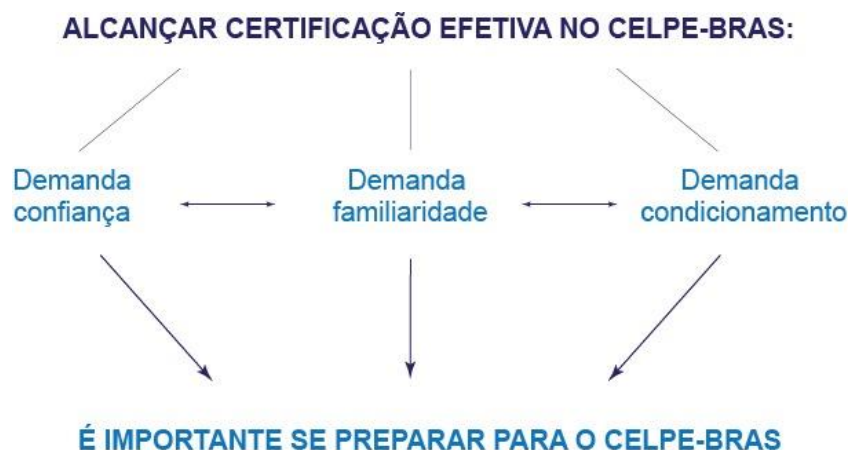 ALCANÇAR CERTIFICAÇÃO EFETIVA NO CELPE-BRAS:
Demanda
confiança
Demanda
familiaridade
Demanda
condicionamento
É IMPORTANTE SE PREPARAR PARA O CELPE-BRAS